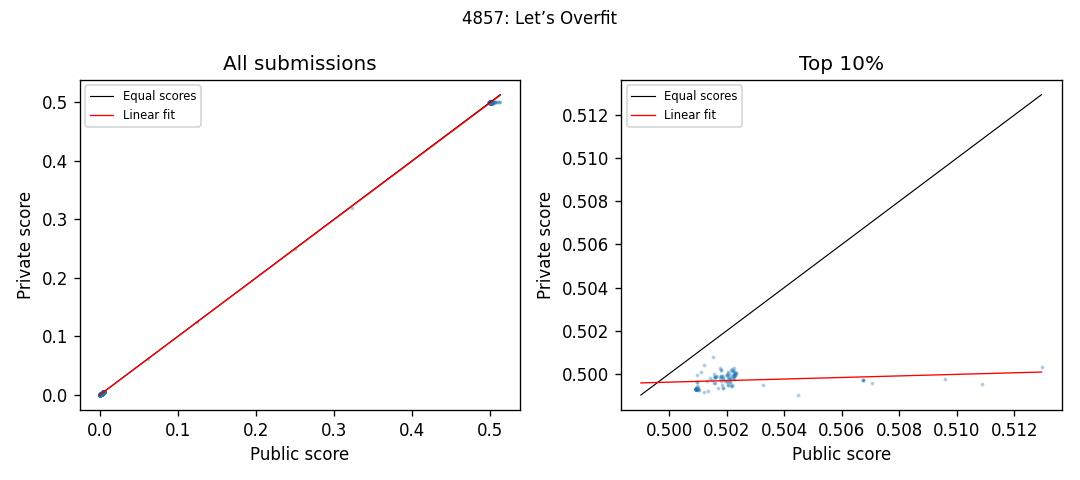 4857: Let’s Overfit
All submissions
Equal scores
Linear fit
Private score
0.5
0.4
0.3
0.2
0.1
0.0
0.0 0.1 0.2 0.3 0.4 0.5
Public score
Top 10%
Equal scores
Linear fit
Private score
0.512
0.510
0.508
0.506
0.504
0.502
0.500
0.500 0.502 0.504 0.506 0.508 0.510 0.512
Public score